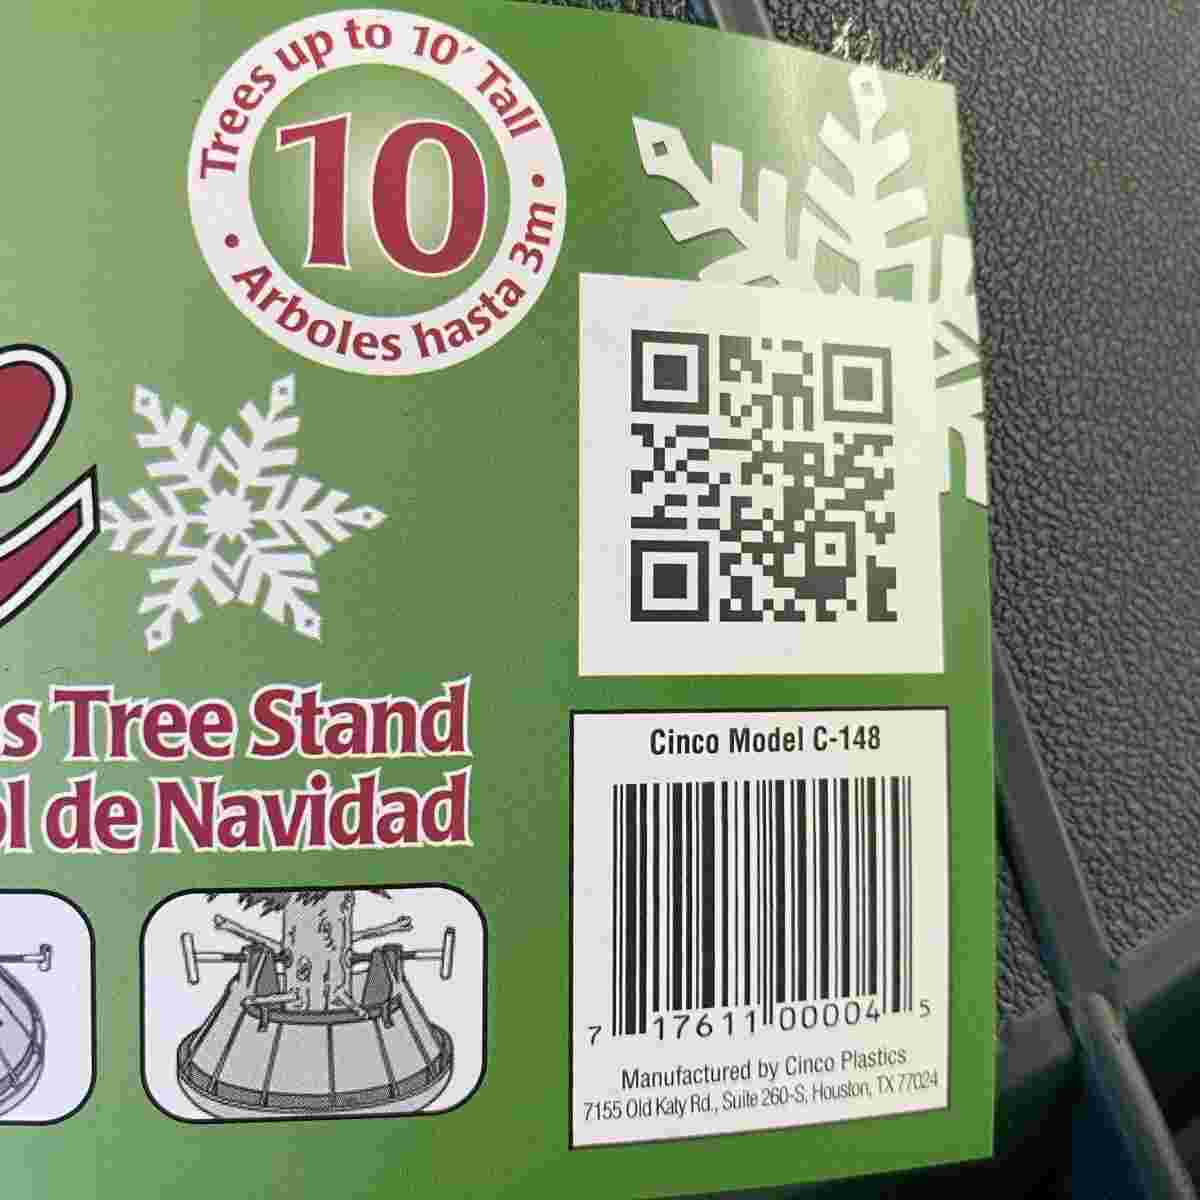 Trees up to 10' Tall
10
Arboles hasta 3m
s Tree Stand
ol de Navidad
Cinco Model C-148
7 17611 00004 5
Manufactured by Cinco Plastics
7155 Old Katy Rd., Suite 260-S, Houston, TX 77024